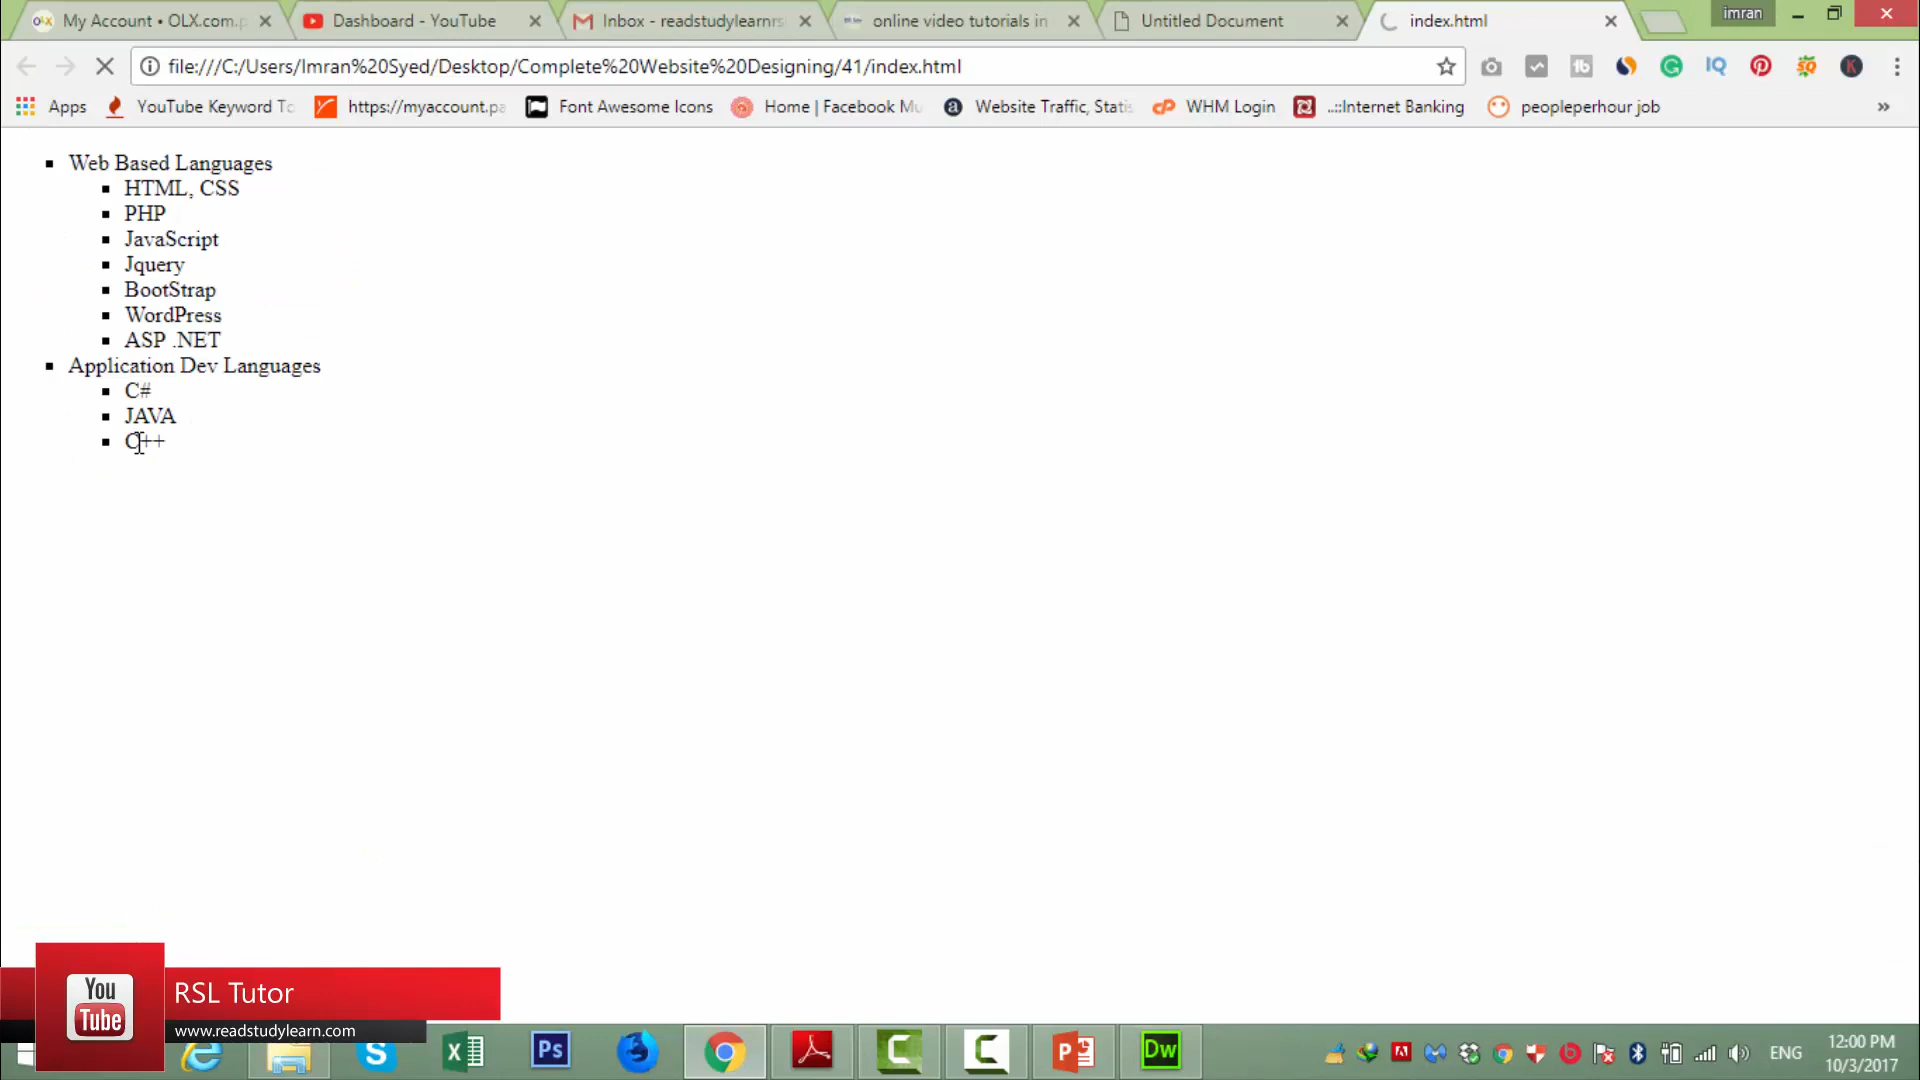 My Account • OLX.com.p
Dashboard - YouTube
Inbox - readstudylearnrs
online video tutorials in
Untitled Document
index.html
imran
file:///C:/Users/Imran%20Syed/Desktop/Complete%20Website%20Designing/41/index.html
Apps
YouTube Keyword To
https://myaccount.pa
Font Awesome Icons
Home | Facebook Mu
Website Traffic, Statis
WHM Login
..::Internet Banking
peopleperhour job
»
Web Based Languages
HTML, CSS
PHP
JavaScript
Jquery
BootStrap
WordPress
ASP .NET
Application Dev Languages
C#
JAVA
C++
You
Tube
RSL Tutor
www.readstudylearn.com
Ps
Dw
ENG
12:00 PM
10/3/2017